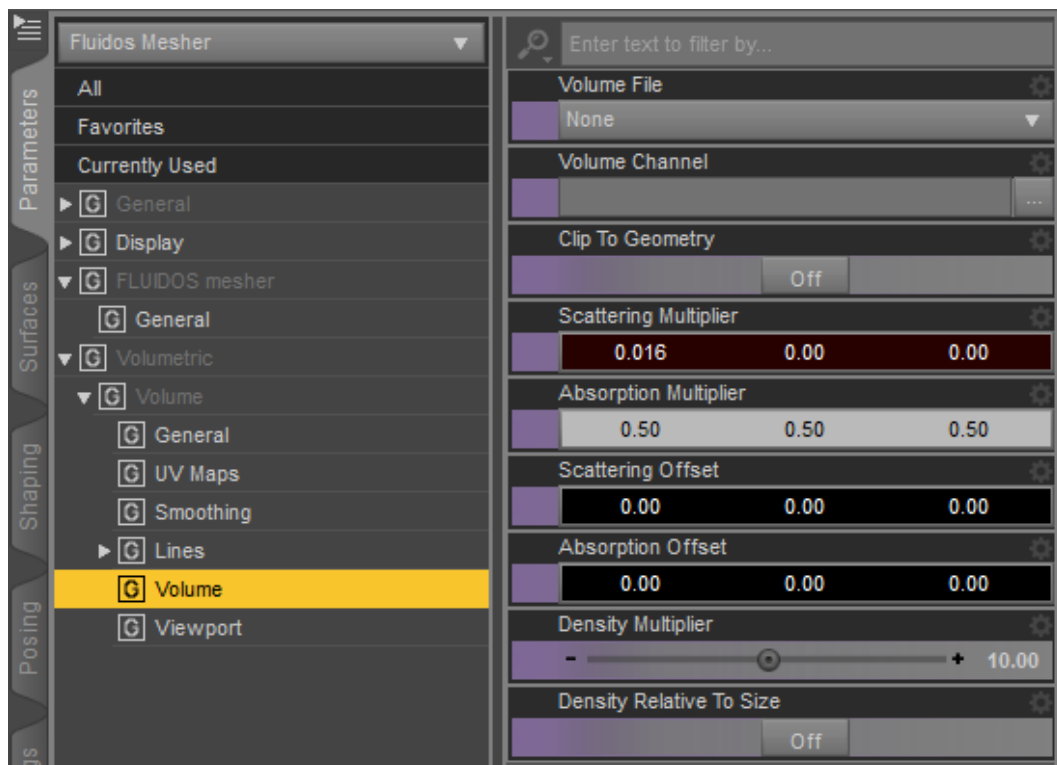 Parameters
Surfaces
Shaping
Posing
gs
Fluidos Mesher
All
Favorites
Currently Used
G General
G Display
G FLUIDOS mesher
G General
G Volumetric
G Volume
G General
G UV Maps
G Smoothing
G Lines
G Volume
G Viewport
Enter text to filter by...
Volume File
None
Volume Channel
...
Clip To Geometry
Off
Scattering Multiplier
0.016 0.00 0.00
Absorption Multiplier
0.50 0.50 0.50
Scattering Offset
0.00 0.00 0.00
Absorption Offset
0.00 0.00 0.00
Density Multiplier
- + 10.00
Density Relative To Size
Off